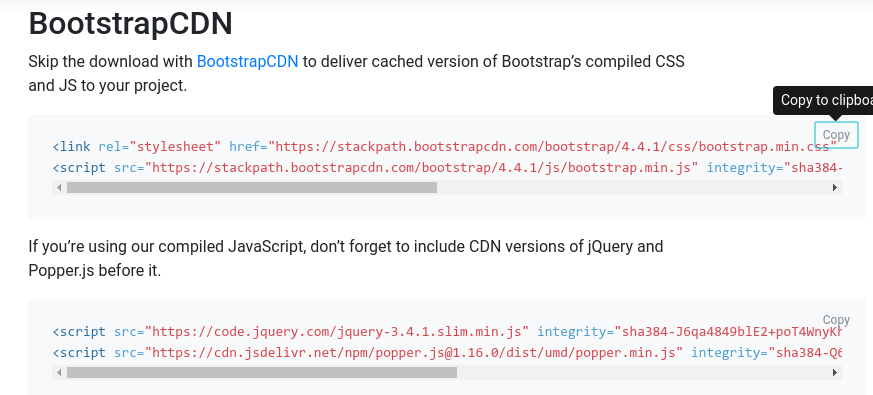 BootstrapCDN
Skip the download with BootstrapCDN to deliver cached version of Bootstrap’s compiled CSS
and JS to your project.
Copy to clipboa
Copy
<link rel="stylesheet" href="https://stackpath.bootstrapcdn.com/bootstrap/4.4.1/css/bootstrap.min.css"
<script src="https://stackpath.bootstrapcdn.com/bootstrap/4.4.1/js/bootstrap.min.js" integrity="sha384-
If you’re using our compiled JavaScript, don’t forget to include CDN versions of jQuery and
Popper.js before it.
Copy
<script src="https://code.jquery.com/jquery-3.4.1.slim.min.js" integrity="sha384-J6qa4849blE2+poT4WnyKh
<script src="https://cdn.jsdelivr.net/npm/popper.js@1.16.0/dist/umd/popper.min.js" integrity="sha384-Q6